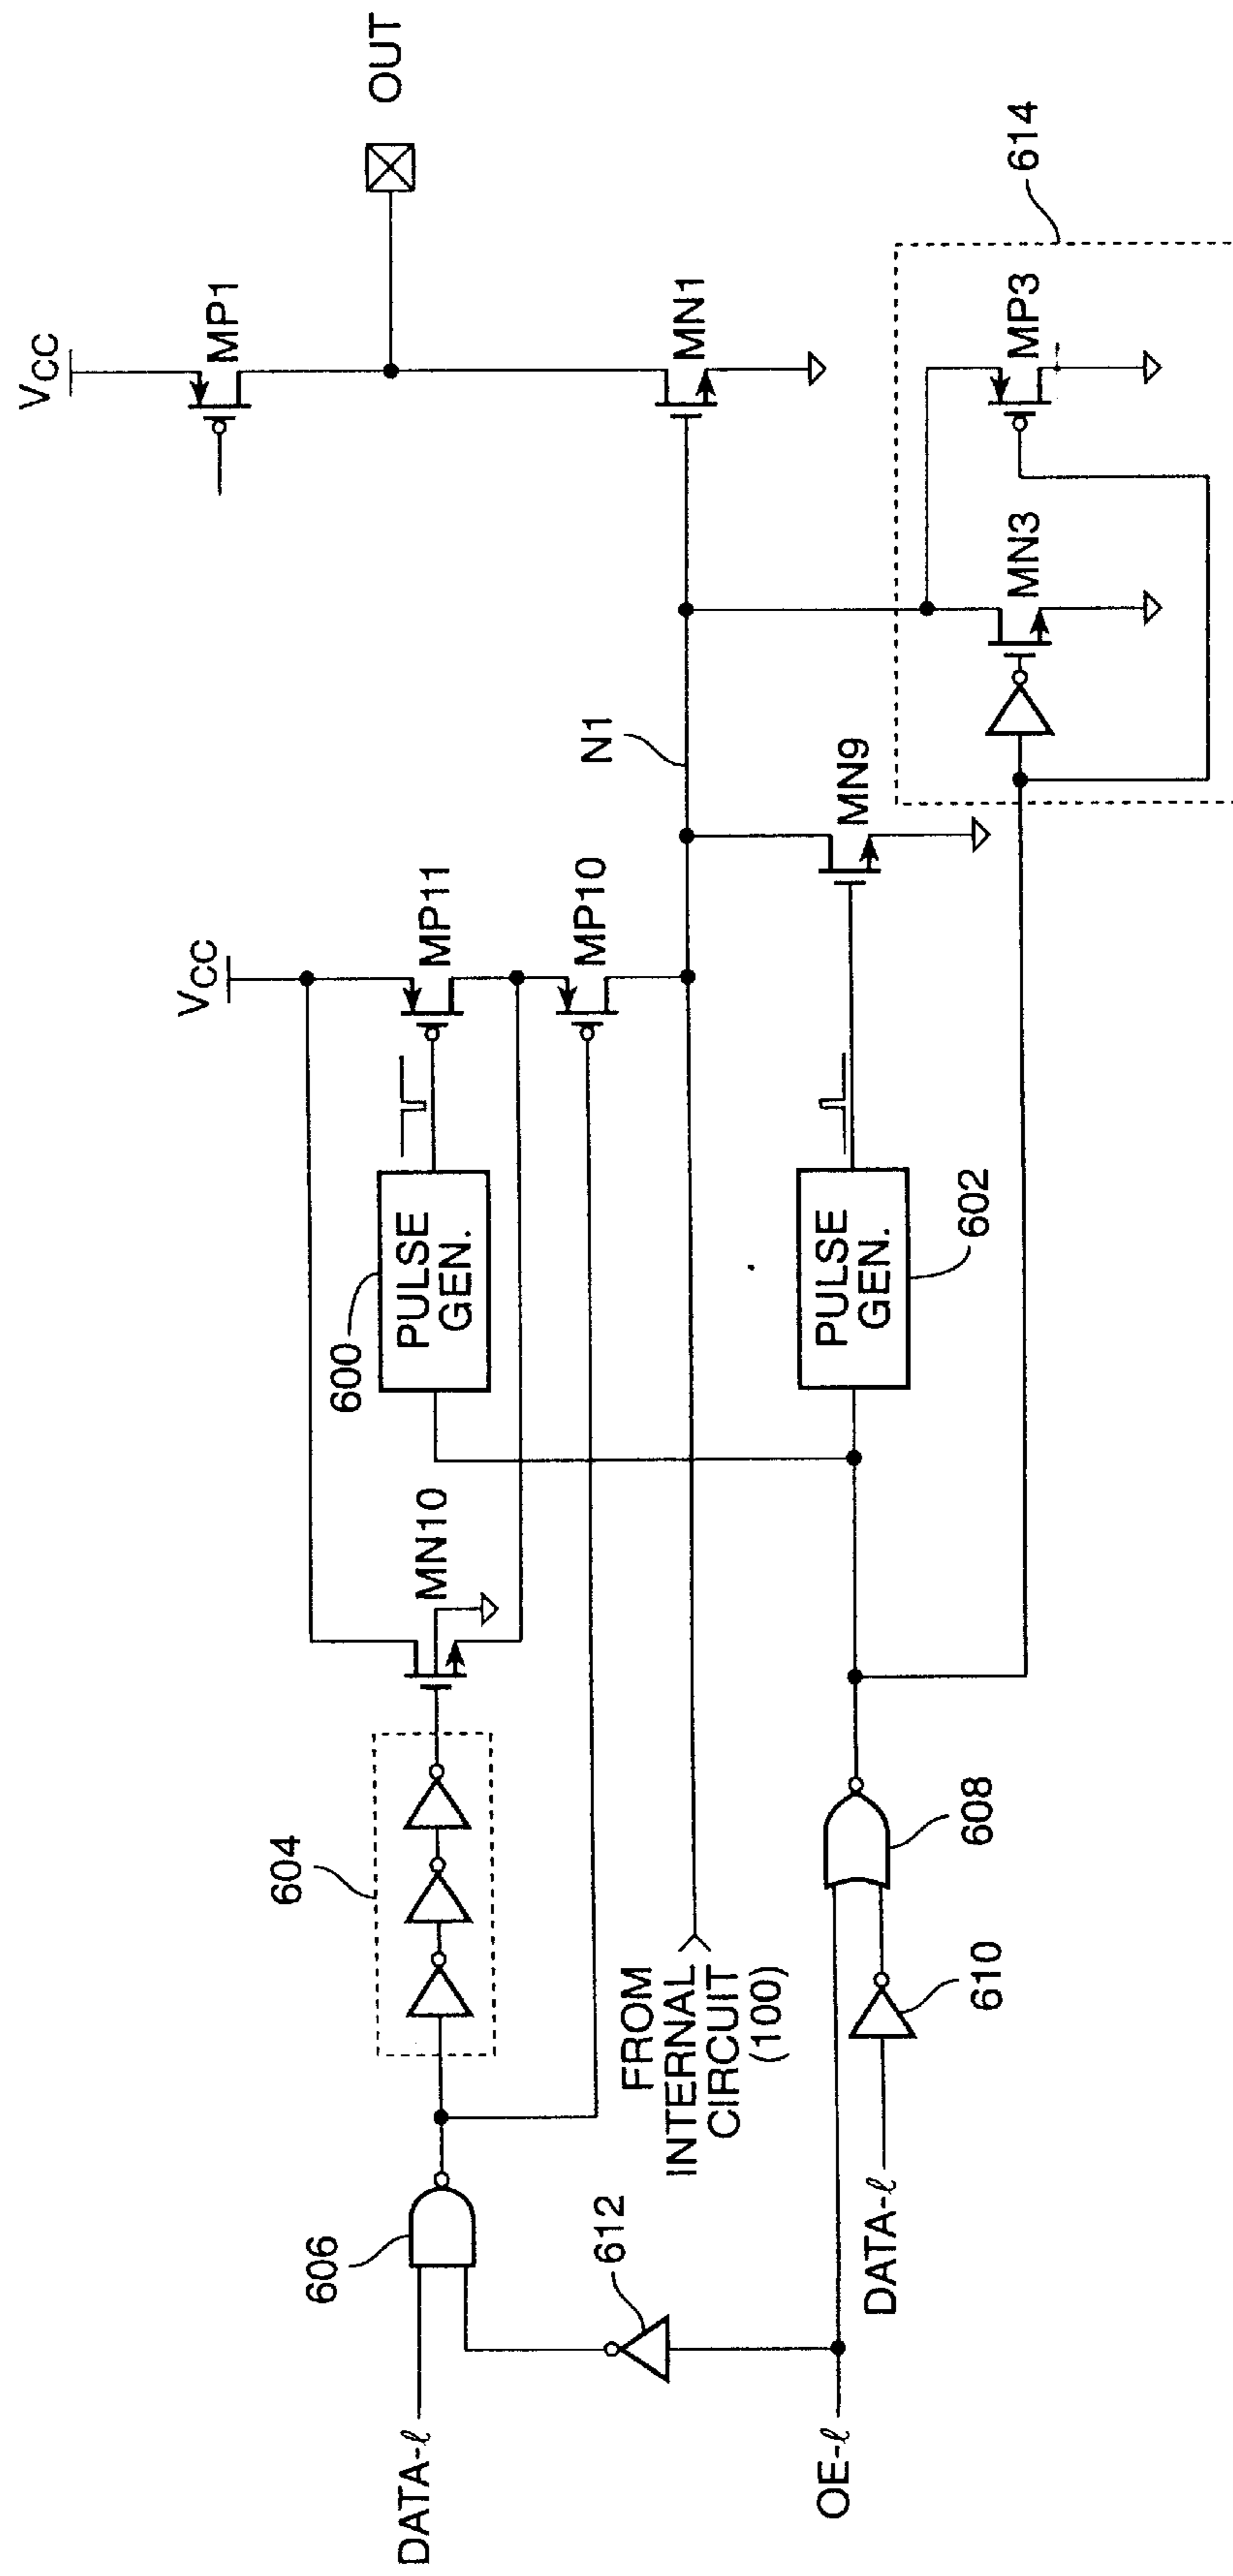 VCC
MP1
OUT
MN1
614
MP3
MN3
N1
MN9
VCC
MP11
MP10
PULSE
GEN.
600
PULSE
GEN.
602
MN10
604
608
FROM
INTERNAL
CIRCUIT
(100)
610
606
612
DATA-ℓ
DATA-ℓ
OE-ℓ